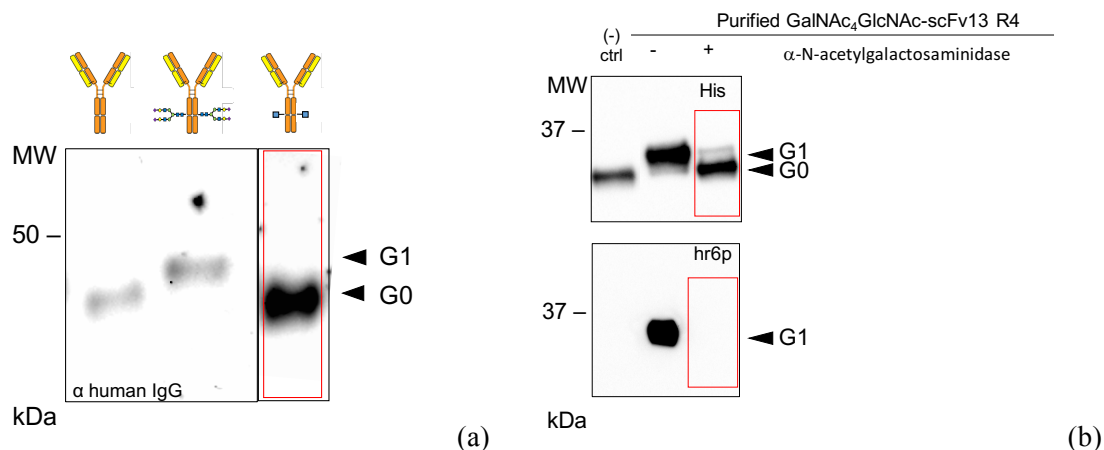 MW
50 –
G1
G0
α human IgG
kDa
(a)
Purified GalNAc₄GlcNAc-scFv13 R4
(-)
ctrl
- + α-N-acetylgalactosaminidase
MW
His
37 –
G1
G0
hr6p
37 –
G1
kDa
(b)